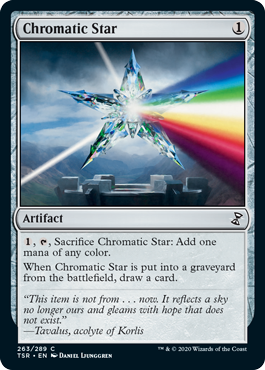 Chromatic Star 1
Artifact
1, T, Sacrifice Chromatic Star: Add one
mana of any color.
When Chromatic Star is put into a graveyard
from the battlefield, draw a card.
“This item is not from . . . now. It reflects a sky
no longer ours and gleams with hope that does
not exist.”
—Tavalus, acolyte of Korlis
263/289 C
TSR • EN Daniel Ljunggren
™ & © 2020 Wizards of the Coast